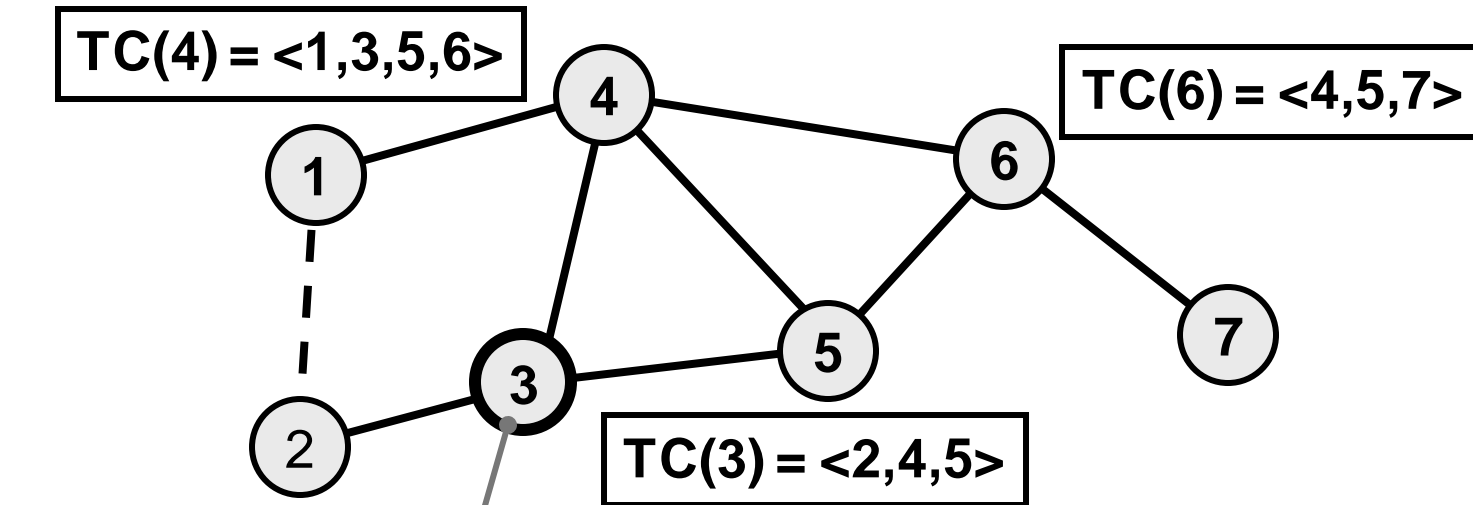 TC(4) = <1,3,5,6>
4
TC(6) = <4,5,7>
1
6
5
7
3
2
TC(3) = <2,4,5>